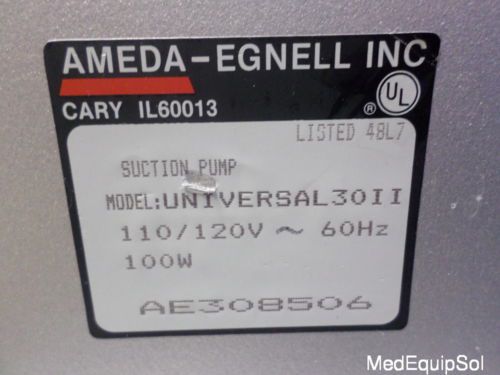 AMEDA-EGNELL INC
CARY IL60013
® UL
LISTED 48L7
SUCTION PUMP
MODEL:UNIVERSAL30II
110/120V ~ 60Hz
100W
AE308506
MedEquipSol